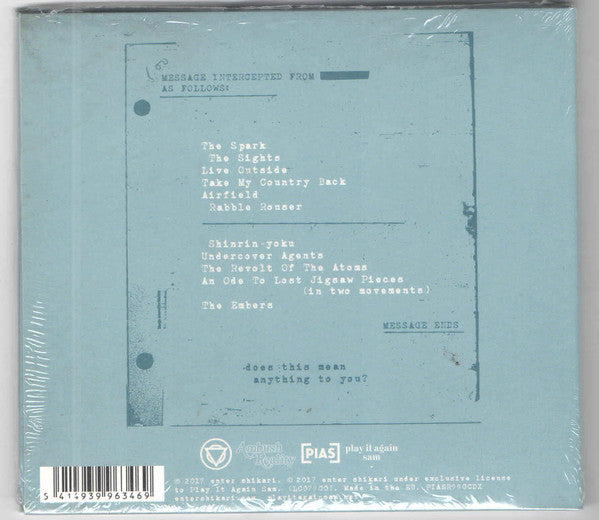 MESSAGE INTERCEPTED FROM
AS FOLLOWS:
The Spark
The Sights
Live Outside
Take My Country Back
Airfield
Rabble Rouser
Shinrin-yoku
Undercover Agents
The Revolt Of The Atoms
An Ode To Lost Jigsaw Pieces
(in two movements)
The Embers
MESSAGE ENDS
does this mean
anything to you?
Ambush
Reality
[PIAS]
play it again
sam
5 414939 963469
℗ 2017 enter shikari. © 2017 enter shikari under exclusive license
to Play It Again Sam. Made in the EU.